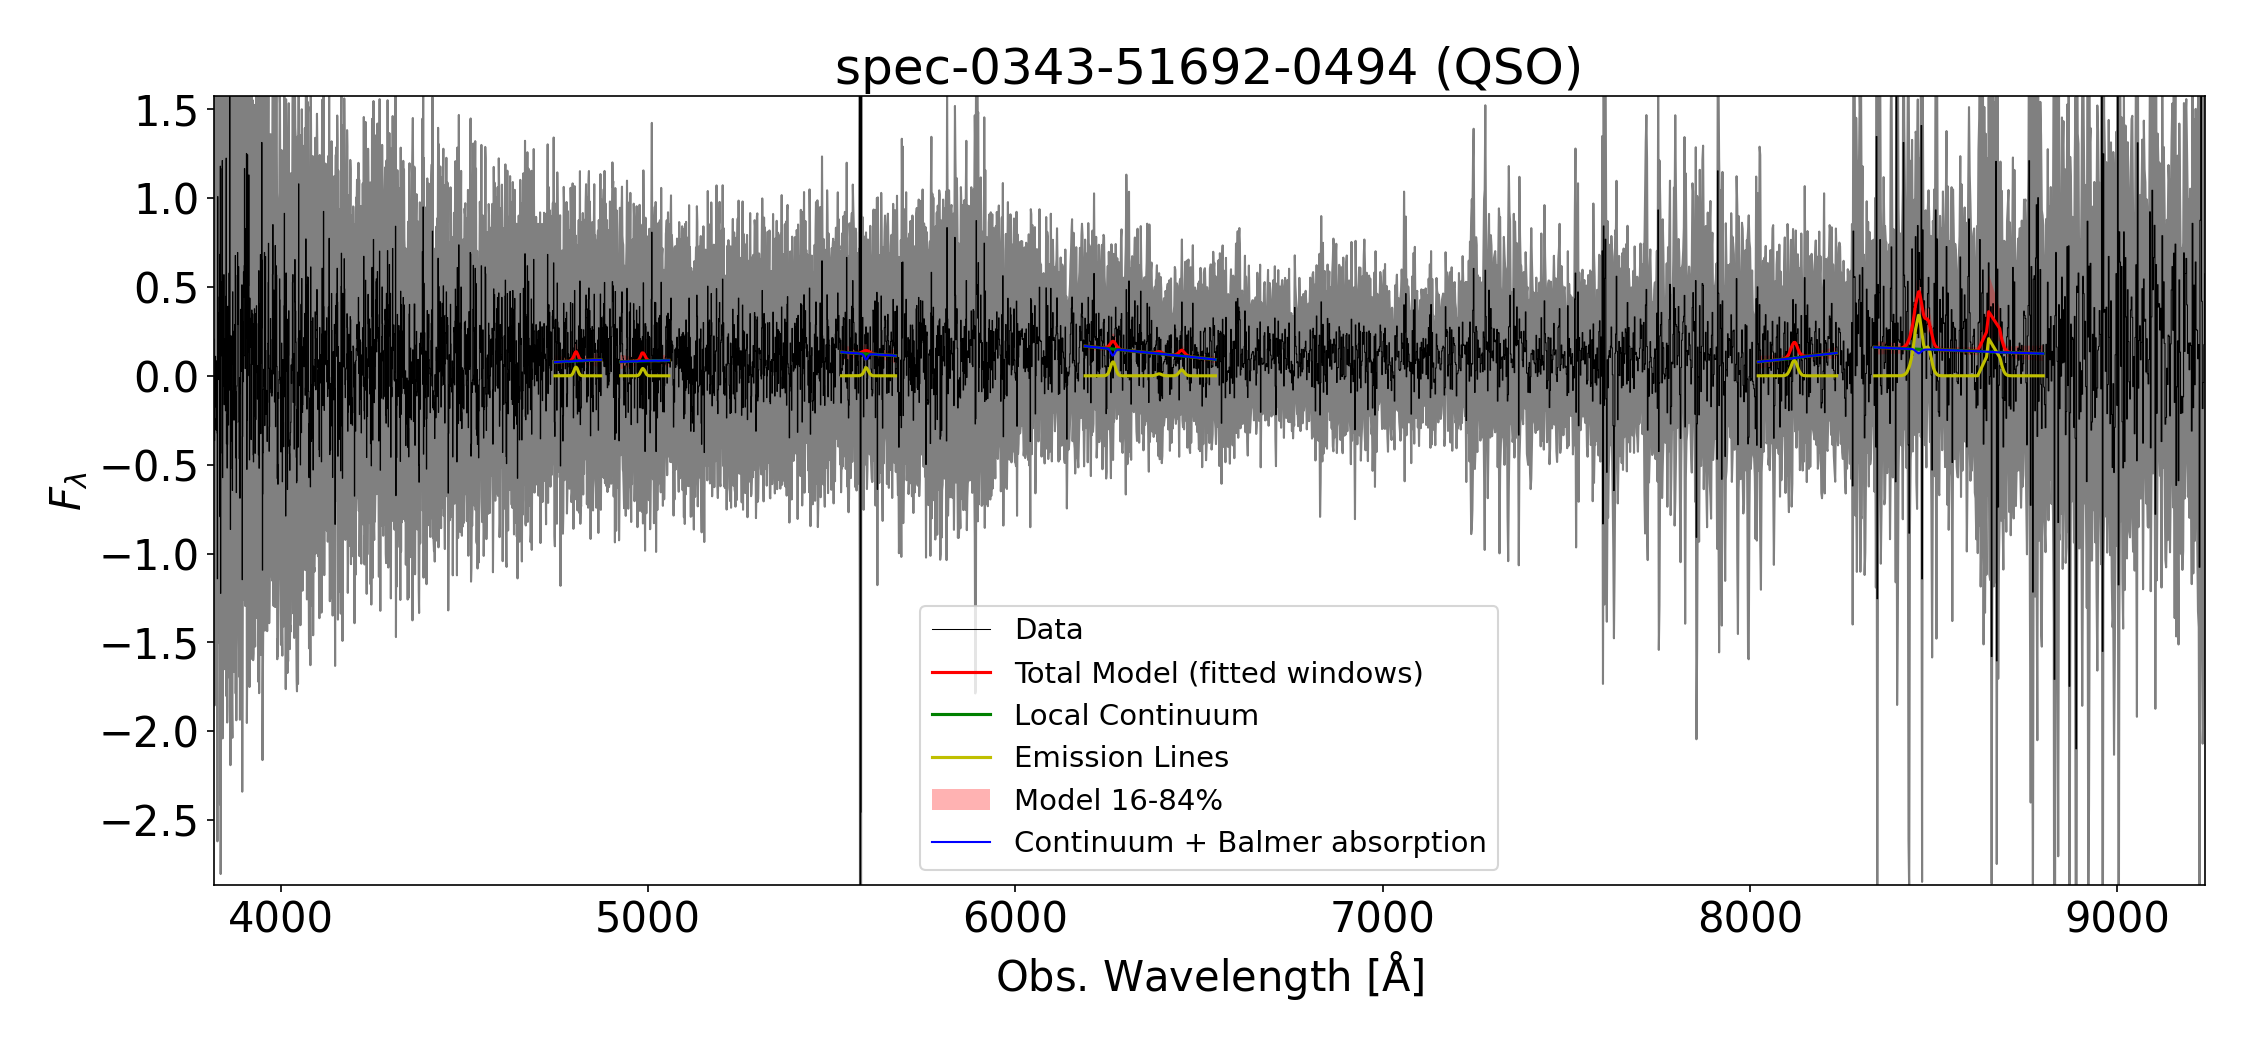 spec-0343-51692-0494 (QSO)
1.5
1.0
0.5
0.0
−0.5
−1.0
−1.5
−2.0
−2.5
Fλ
Data
Total Model (fitted windows)
Local Continuum
Emission Lines
Model 16-84%
Continuum + Balmer absorption
4000 5000 6000 7000 8000 9000
Obs. Wavelength [Å]